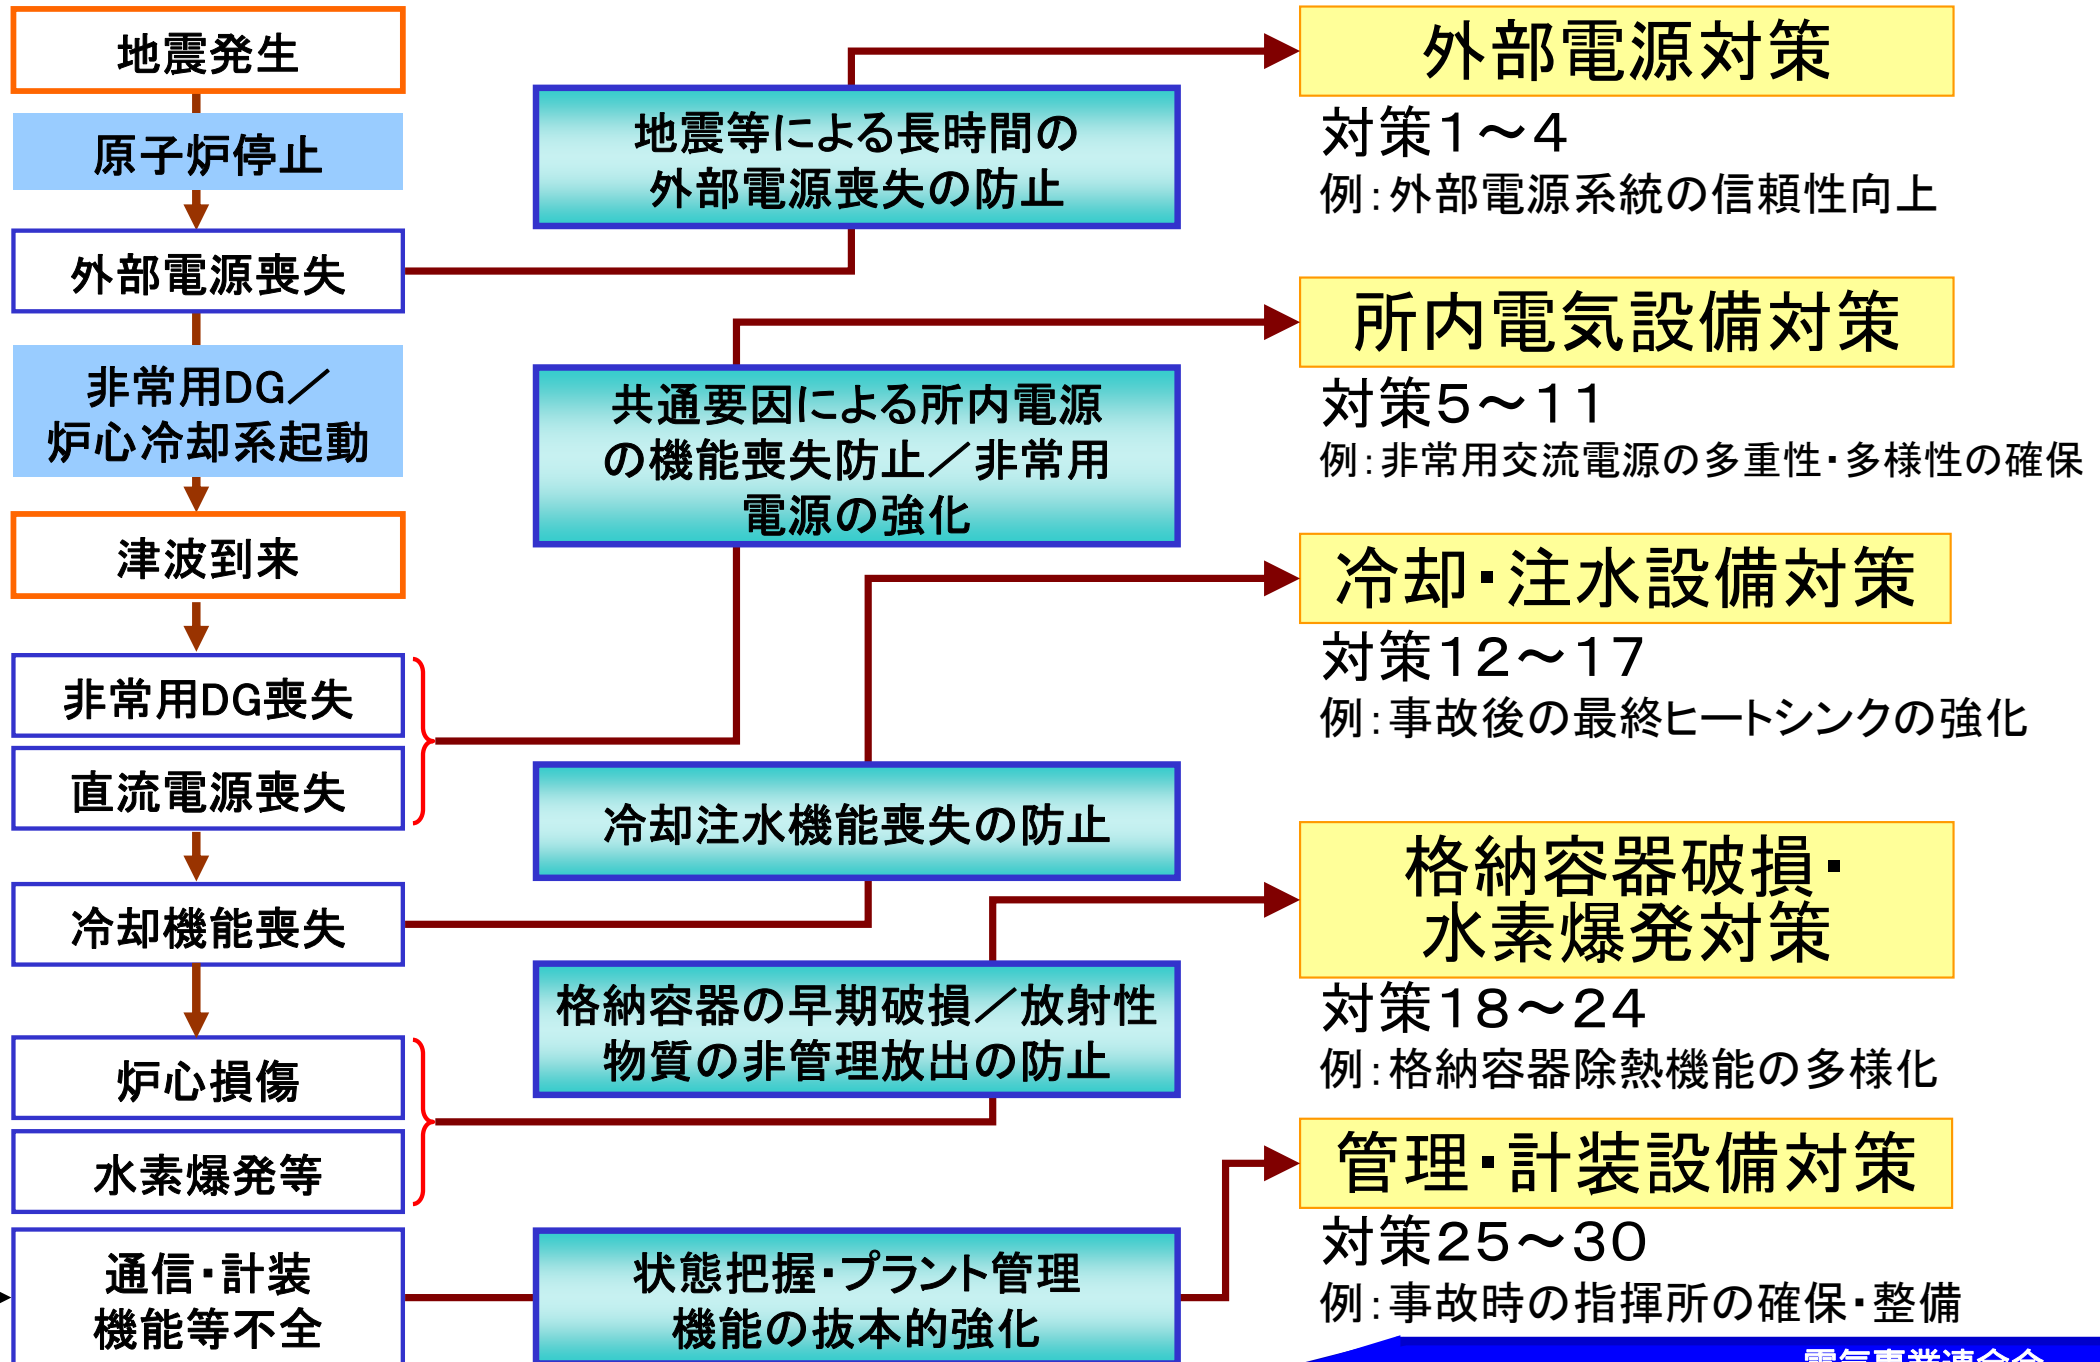 地震発生
原子炉停止
外部電源喪失
非常用DG／
炉心冷却系起動
津波到来
非常用DG喪失
直流電源喪失
冷却機能喪失
炉心損傷
水素爆発等
通信・計装
機能等不全
地震等による長時間の
外部電源喪失の防止
共通要因による所内電源
の機能喪失防止／非常用
電源の強化
冷却注水機能喪失の防止
格納容器の早期破損／放射性
物質の非管理放出の防止
状態把握・プラント管理
機能の抜本的強化
外部電源対策
対策１～４
例：外部電源系統の信頼性向上
所内電気設備対策
対策５～１１
例：非常用交流電源の多重性・多様性の確保
冷却・注水設備対策
対策１２～１７
例：事故後の最終ヒートシンクの強化
格納容器破損・
水素爆発対策
対策１８～２４
例：格納容器除熱機能の多様化
管理・計装設備対策
対策２５～３０
例：事故時の指揮所の確保・整備
電気事業連合会